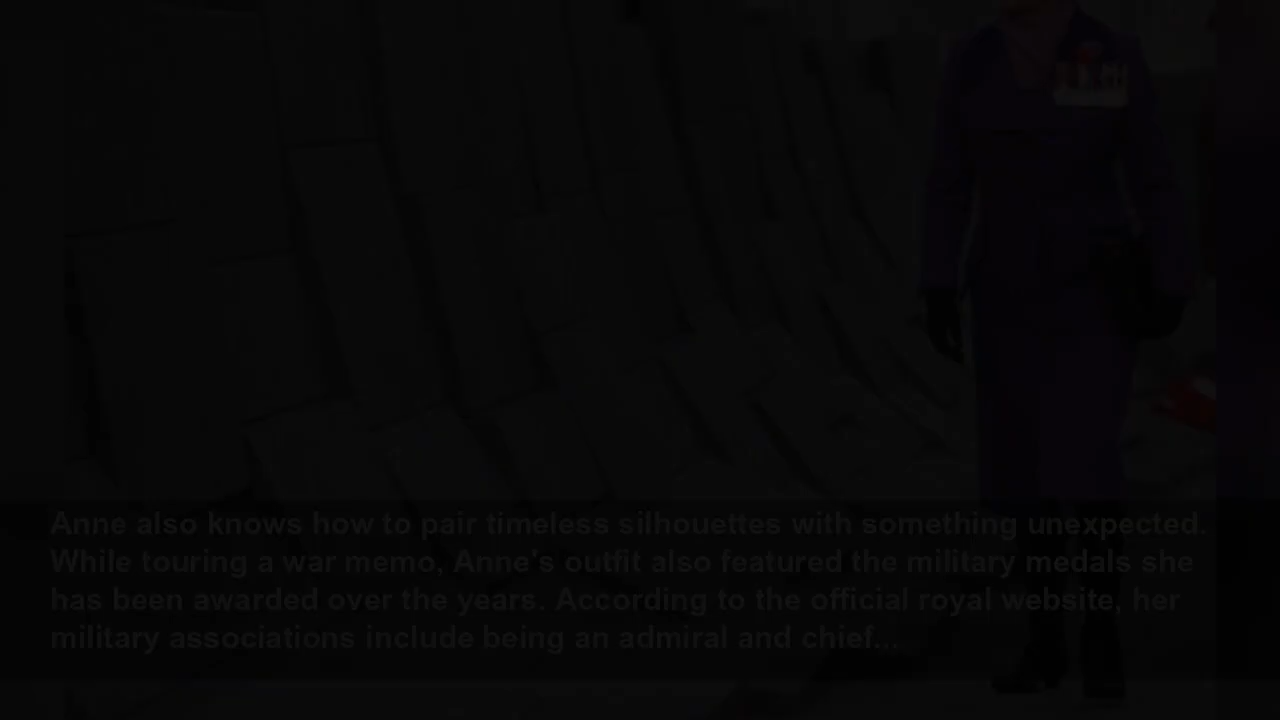 Anne also knows how to pair timeless silhouettes with something unexpected.
While touring a war memo, Anne's outfit also featured the military medals she
has been awarded over the years. According to the official royal website, her
military associations include being an admiral and chief...